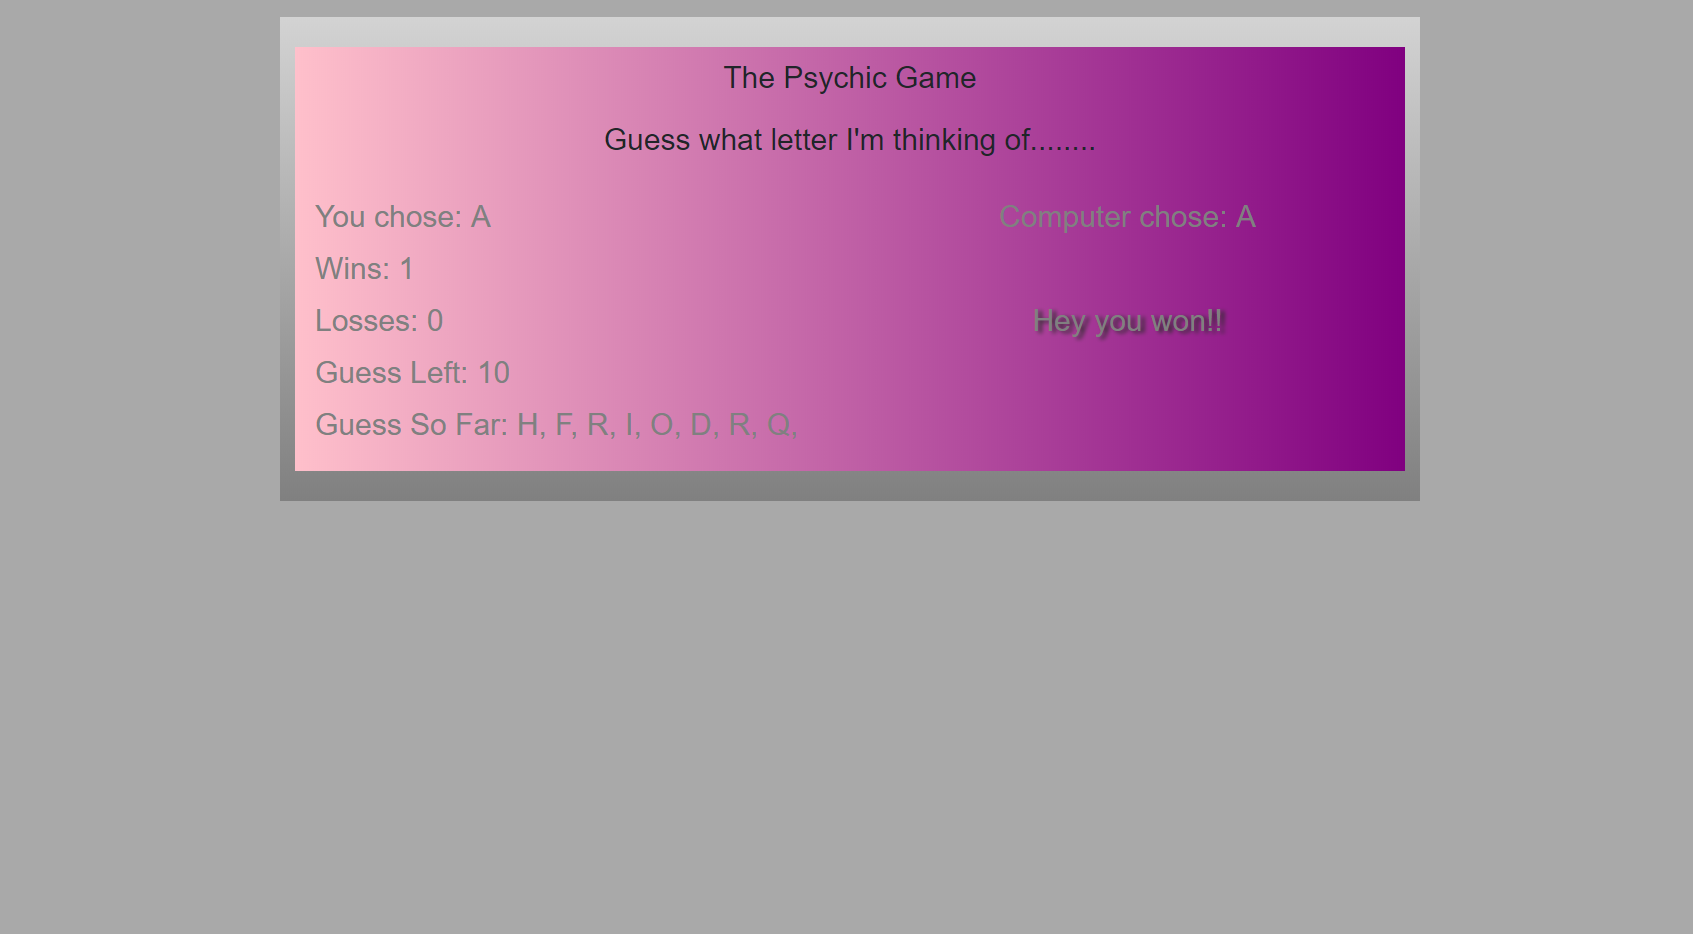 The Psychic Game
Guess what letter I'm thinking of........
You chose: A
Computer chose: A
Wins: 1
Losses: 0
Hey you won!!
Guess Left: 10
Guess So Far: H, F, R, I, O, D, R, Q,